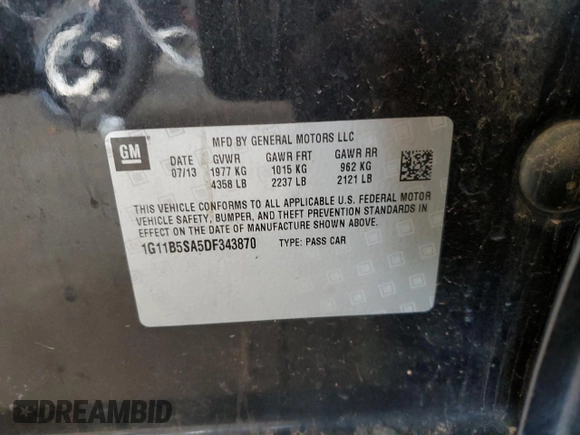 GM
MFD BY GENERAL MOTORS LLC
DATE GVWR GAWR FRT GAWR RR
07/13 1977 KG 1015 KG 962 KG
4358 LB 2237 LB 2121 LB
THIS VEHICLE CONFORMS TO ALL APPLICABLE U.S. FEDERAL MOTOR
VEHICLE SAFETY, BUMPER, AND THEFT PREVENTION STANDARDS IN
EFFECT ON THE DATE OF MANUFACTURE SHOWN ABOVE.
1G11B5SA5DF343870 TYPE: PASS CAR
DREAMBID